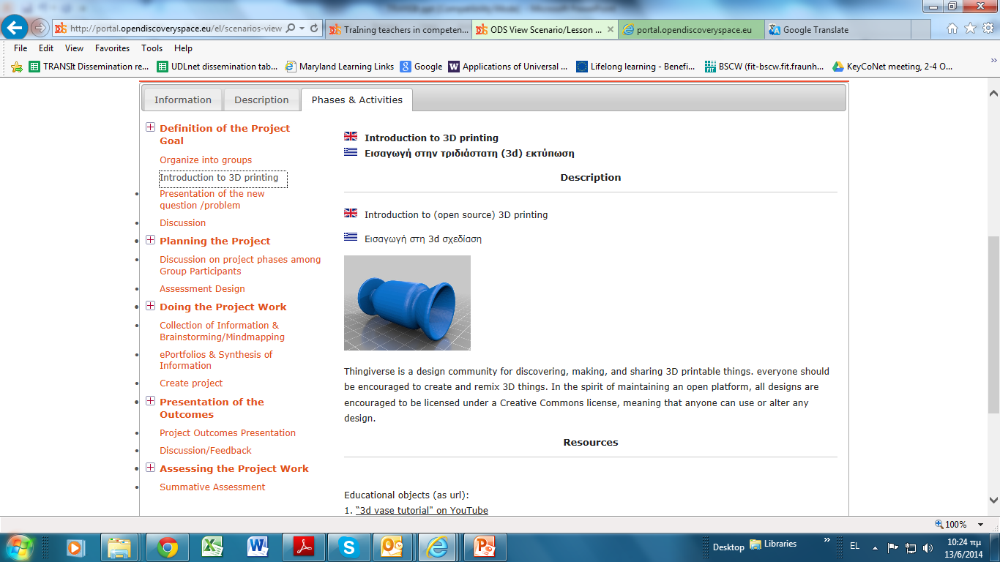 http://portal.opendiscoveryspace.eu/el/scenarios-view
TraIning teachers in competen...
ODS View Scenario/Lesson ...
portal.opendiscoveryspace.eu
Google Translate
File Edit View Favorites Tools Help
TRANSIt Dissemination re...
UDLnet dissemination tab...
Maryland Learning Links
Google
Applications of Universal ...
Lifelong learning - Benefi...
BSCW (fit-bscw.fit.fraunh...
KeyCoNet meeting, 2-4 O...
Information
Description
Phases & Activities
Definition of the Project
Goal
Organize into groups
Introduction to 3D printing
Presentation of the new
question /problem
Discussion
Planning the Project
Discussion on project phases among
Group Participants
Assessment Design
Doing the Project Work
Collection of Information &
Brainstorming/Mindmapping
ePortfolios & Synthesis of
Information
Create project
Presentation of the
Outcomes
Project Outcomes Presentation
Discussion/Feedback
Assessing the Project Work
Summative Assessment
Introduction to 3D printing
Εισαγωγή στην τριδιάστατη (3d) εκτύπωση
Description
Introduction to (open source) 3D printing
Εισαγωγή στη 3d σχεδίαση
Thingiverse is a design community for discovering, making, and sharing 3D printable things. everyone should
be encouraged to create and remix 3D things. In the spirit of maintaining an open platform, all designs are
encouraged to be licensed under a Creative Commons license, meaning that anyone can use or alter any
design.
Resources
Educational objects (as url):
1. "3d vase tutorial" on YouTube
100%
Desktop
Libraries
EL
10:24 πμ
13/6/2014